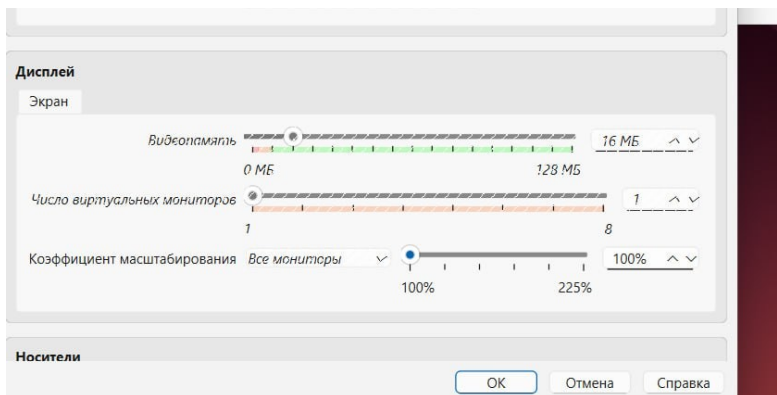 Дисплей
Экран
Видеопамять 16 МБ
0 МБ 128 МБ
Число виртуальных мониторов 1
1 8
Коэффициент масштабирования Все мониторы 100%
100% 225%
Носители
ОК Отмена Справка